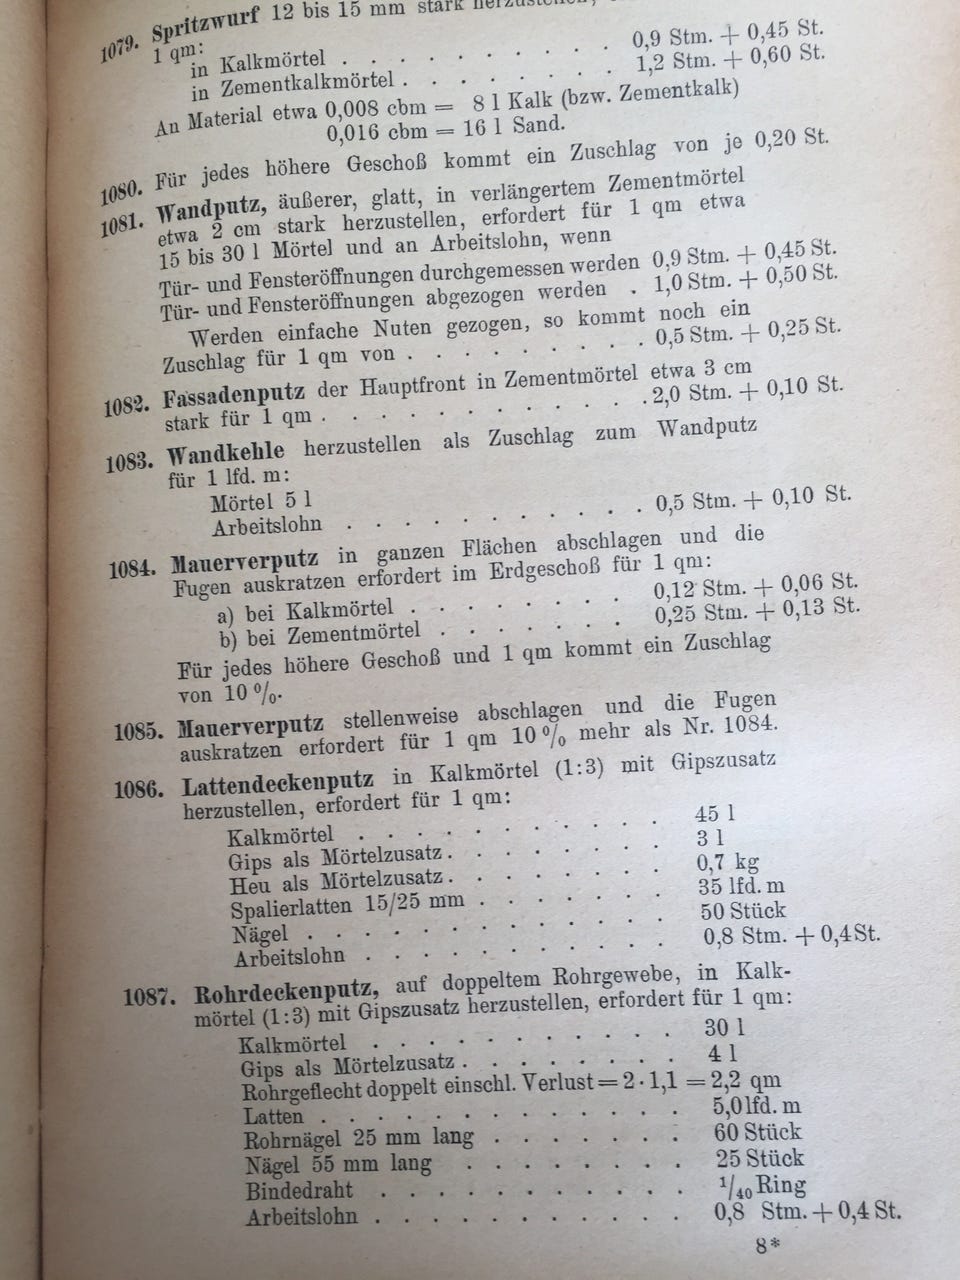 1079. Spritzwurf 12 bis 15 mm stark herzustellen,
1 qm:
in Kalkmörtel . . . . . . . . . . 0,9 Stm. + 0,45 St.
in Zementkalkmörtel . . . . . . . 1,2 Stm. + 0,60 St.
An Material etwa 0,008 cbm = 8 l Kalk (bzw. Zementkalk)
0,016 cbm = 16 l Sand.
1080. Für jedes höhere Geschoß kommt ein Zuschlag von je 0,20 St.
1081. Wandputz, äußerer, glatt, in verlängertem Zementmörtel
etwa 2 cm stark herzustellen, erfordert für 1 qm etwa
15 bis 30 l Mörtel und an Arbeitslohn, wenn
Tür- und Fensteröffnungen durchgemessen werden 0,9 Stm. + 0,45 St.
Tür- und Fensteröffnungen abgezogen werden . 1,0 Stm. + 0,50 St.
Werden einfache Nuten gezogen, so kommt noch ein
Zuschlag für 1 qm von . . . . . . . . . 0,5 Stm. + 0,25 St.
1082. Fassadenputz der Hauptfront in Zementmörtel etwa 3 cm
stark für 1 qm . . . . . . . . . . . . . 2,0 Stm. + 0,10 St.
1083. Wandkehle herzustellen als Zuschlag zum Wandputz
für 1 lfd. m:
Mörtel 5 l
Arbeitslohn . . . . . . . . . . . 0,5 Stm. + 0,10 St.
1084. Mauerverputz in ganzen Flächen abschlagen und die
Fugen auskratzen erfordert im Erdgeschoß für 1 qm:
a) bei Kalkmörtel . . . . . . . . 0,12 Stm. + 0,06 St.
b) bei Zementmörtel . . . . . . . 0,25 Stm. + 0,13 St.
Für jedes höhere Geschoß und 1 qm kommt ein Zuschlag
von 10 %.
1085. Mauerverputz stellenweise abschlagen und die Fugen
auskratzen erfordert für 1 qm 10 % mehr als Nr. 1084.
1086. Lattendeckenputz in Kalkmörtel (1:3) mit Gipszusatz
herzustellen, erfordert für 1 qm:
Kalkmörtel . . . . . . . . . . . 45 l
Gips als Mörtelzusatz . . . . . . . . 3 l
Heu als Mörtelzusatz . . . . . . . . 0,7 kg
Spalierlatten 15/25 mm . . . . . . . 35 lfd. m
Nägel . . . . . . . . . . . . . 50 Stück
Arbeitslohn . . . . . . . . . . . 0,8 Stm. + 0,4 St.
1087. Rohrdeckenputz, auf doppeltem Rohrgewebe, in Kalk-
mörtel (1:3) mit Gipszusatz herzustellen, erfordert für 1 qm:
Kalkmörtel . . . . . . . . . . . 30 l
Gips als Mörtelzusatz . . . . . . . . 4 l
Rohrgeflecht doppelt einschl. Verlust = 2 · 1,1 = 2,2 qm
Latten . . . . . . . . . . . . . 5,0 lfd. m
Rohrnägel 25 mm lang . . . . . . . 60 Stück
Nägel 55 mm lang . . . . . . . . 25 Stück
Bindedraht . . . . . . . . . . . 1/40 Ring
Arbeitslohn . . . . . . . . . . . 0,8 Stm. + 0,4 St.
8*